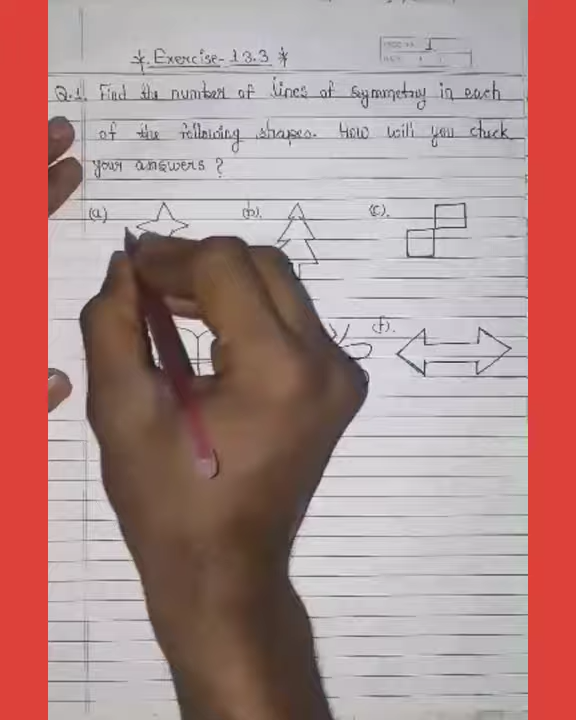 *. Exercise- 13.3 *
1
Q.1. Find the number of lines of symmetry in each
of the following shapes. How will you check
your answers ?
(a) (b). (c).
(f).